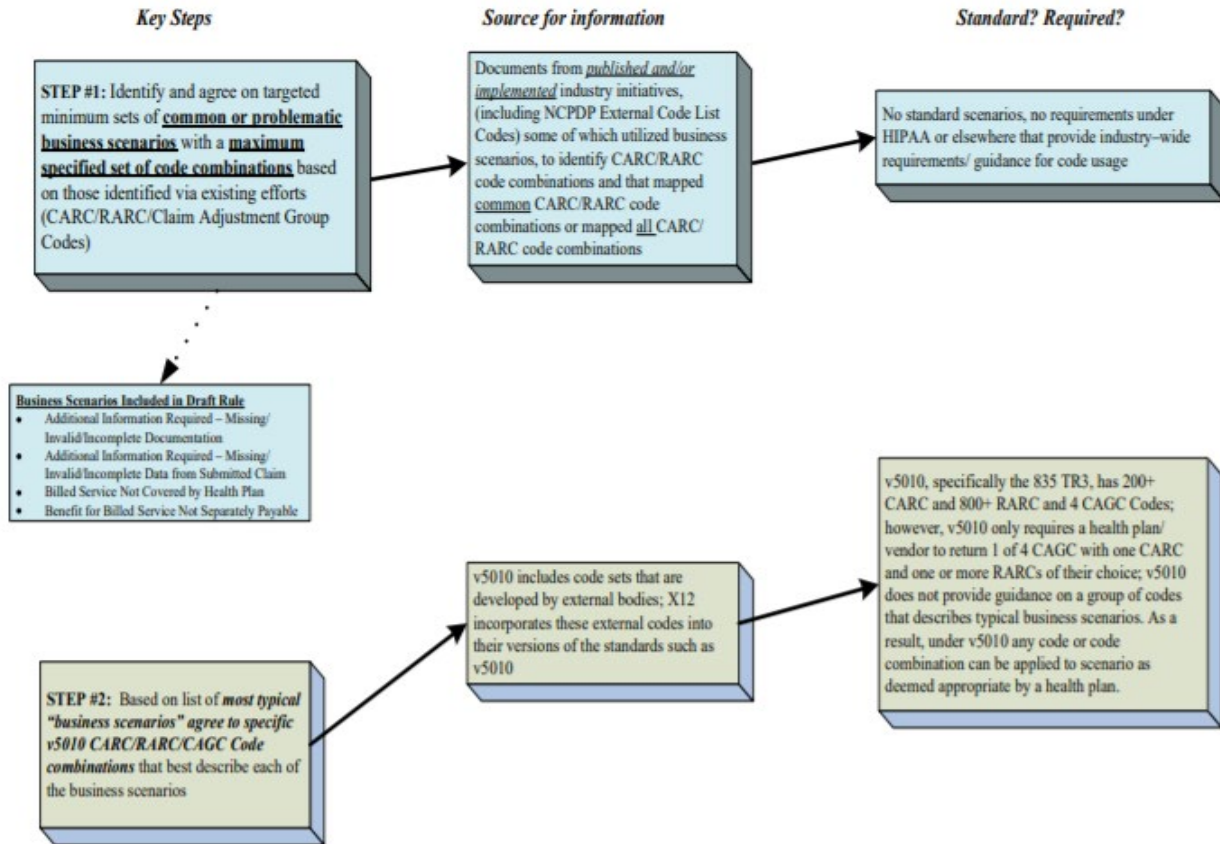 Key Steps
Source for information
Standard? Required?
STEP #1: Identify and agree on targeted
minimum sets of common or problematic
business scenarios with a maximum
specified set of code combinations based
on those identified via existing efforts
(CARC/RARC/Claim Adjustment Group
Codes)
Documents from published and/or
implemented industry initiatives,
(including NCPDP External Code List
Codes) some of which utilized business
scenarios, to identify CARC/RARC
code combinations and that mapped
common CARC/RARC code
combinations or mapped all CARC/
RARC code combinations
No standard scenarios, no requirements under
HIPAA or elsewhere that provide industry–wide
requirements/ guidance for code usage
Business Scenarios Included in Draft Rule
• Additional Information Required – Missing/
Invalid/Incomplete Documentation
• Additional Information Required – Missing/
Invalid/Incomplete Data from Submitted Claim
• Billed Service Not Covered by Health Plan
• Benefit for Billed Service Not Separately Payable
STEP #2: Based on list of most typical
“business scenarios” agree to specific
v5010 CARC/RARC/CAGC Code
combinations that best describe each of
the business scenarios
v5010 includes code sets that are
developed by external bodies; X12
incorporates these external codes into
their versions of the standards such as
v5010
v5010, specifically the 835 TR3, has 200+
CARC and 800+ RARC and 4 CAGC Codes;
however, v5010 only requires a health plan/
vendor to return 1 of 4 CAGC with one CARC
and one or more RARCs of their choice; v5010
does not provide guidance on a group of codes
that describes typical business scenarios. As a
result, under v5010 any code or code
combination can be applied to scenario as
deemed appropriate by a health plan.